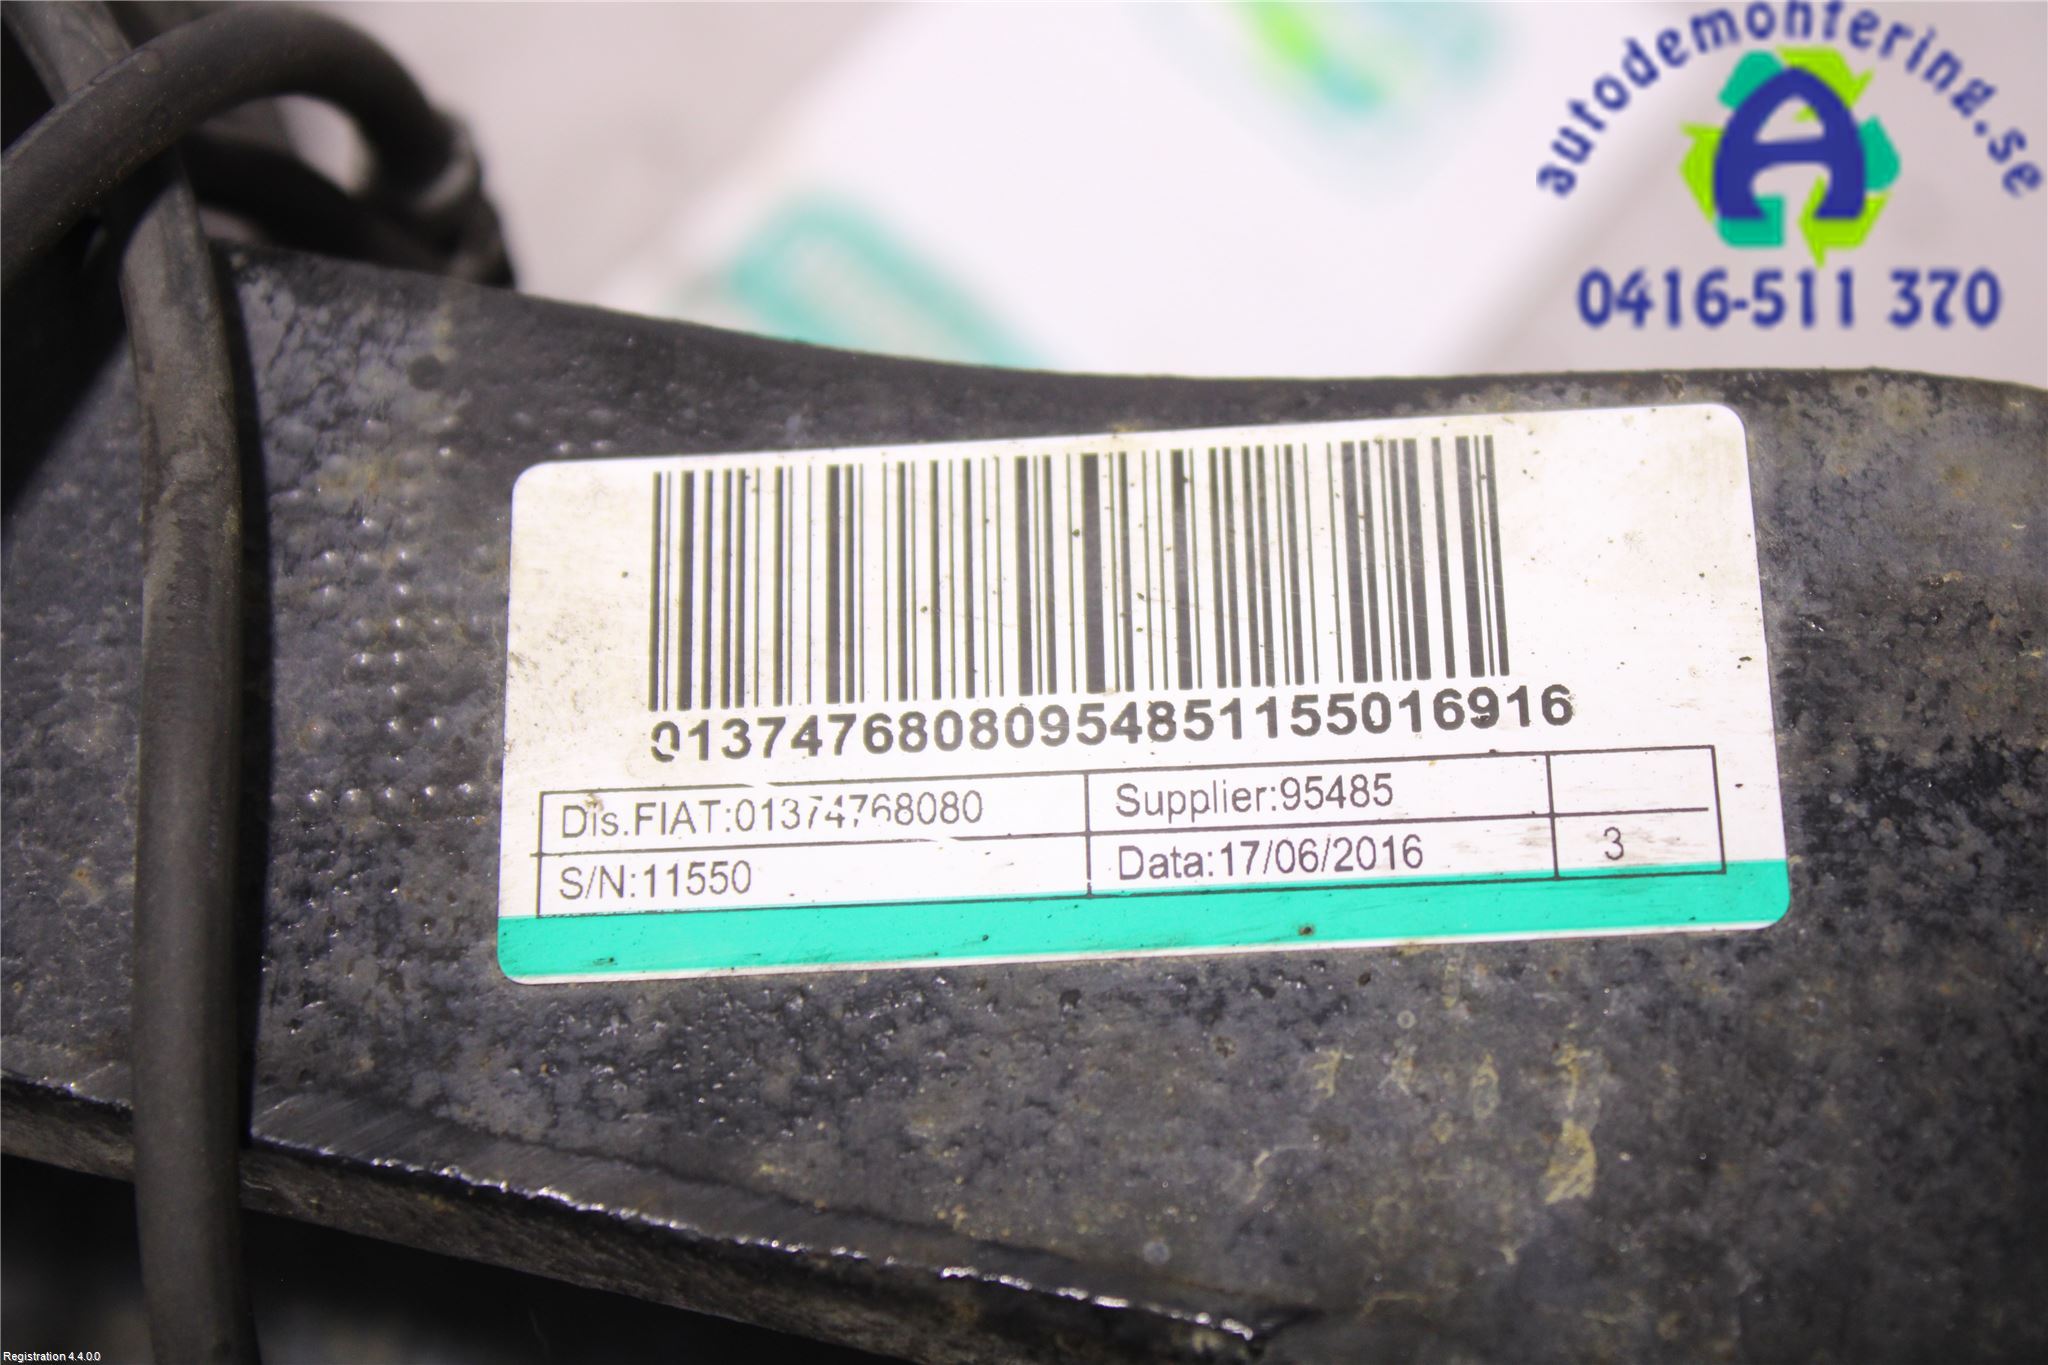 autodemontering.se
A
0416-511 370
01374768080954851155016916
Dis.FIAT:01374768080
Supplier:95485
S/N:11550
Data:17/06/2016
3
Registration 4.4.0.0